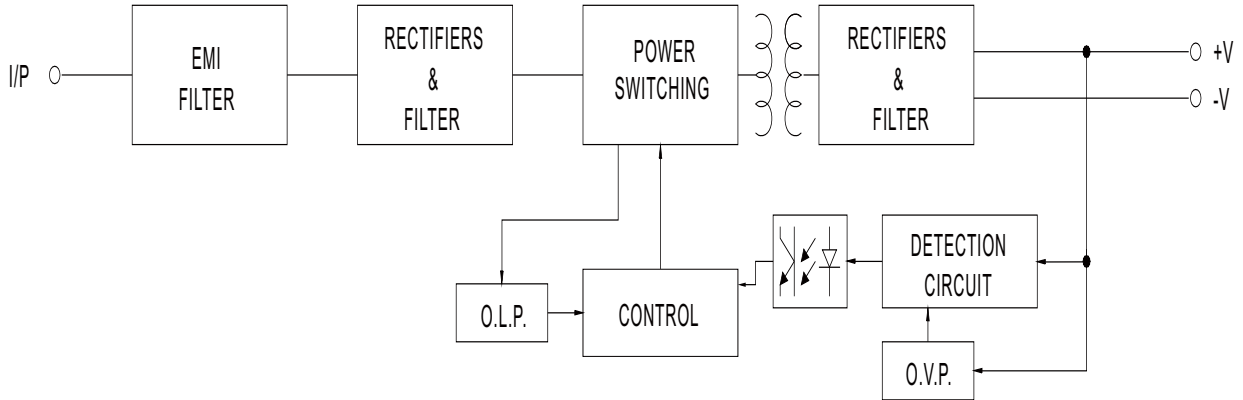 I/P
EMI
FILTER
RECTIFIERS
&
FILTER
POWER
SWITCHING
RECTIFIERS
&
FILTER
+V
-V
O.L.P.
CONTROL
DETECTION
CIRCUIT
O.V.P.